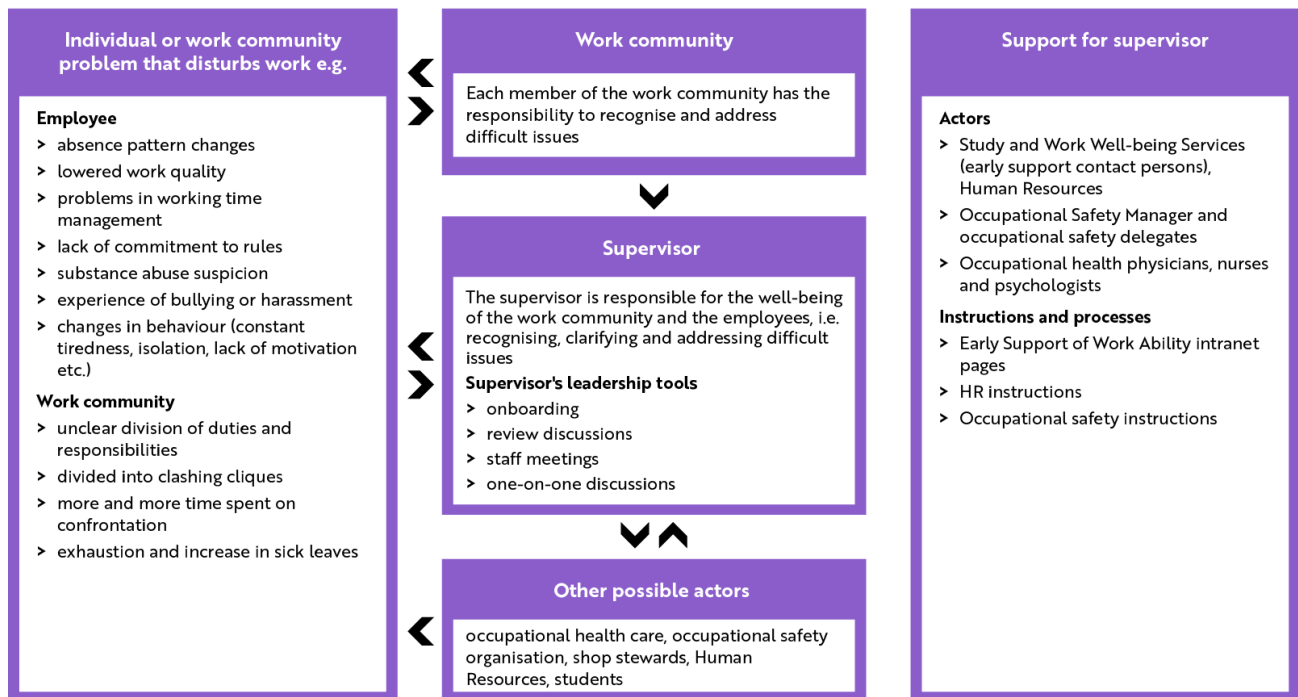 Individual or work community
problem that disturbs work e.g.
Employee
> absence pattern changes
> lowered work quality
> problems in working time
management
> lack of commitment to rules
> substance abuse suspicion
> experience of bullying or harassment
> changes in behaviour (constant
tiredness, isolation, lack of motivation
etc.)
Work community
> unclear division of duties and
responsibilities
> divided into clashing cliques
> more and more time spent on
confrontation
> exhaustion and increase in sick leaves
Work community
Each member of the work community has the
responsibility to recognise and address
difficult issues
Supervisor
The supervisor is responsible for the well-being
of the work community and the employees, i.e.
recognising, clarifying and addressing difficult
issues
Supervisor's leadership tools
> onboarding
> review discussions
> staff meetings
> one-on-one discussions
Other possible actors
occupational health care, occupational safety
organisation, shop stewards, Human
Resources, students
Support for supervisor
Actors
> Study and Work Well-being Services
(early support contact persons),
Human Resources
> Occupational Safety Manager and
occupational safety delegates
> Occupational health physicians, nurses
and psychologists
Instructions and processes
> Early Support of Work Ability intranet
pages
> HR instructions
> Occupational safety instructions